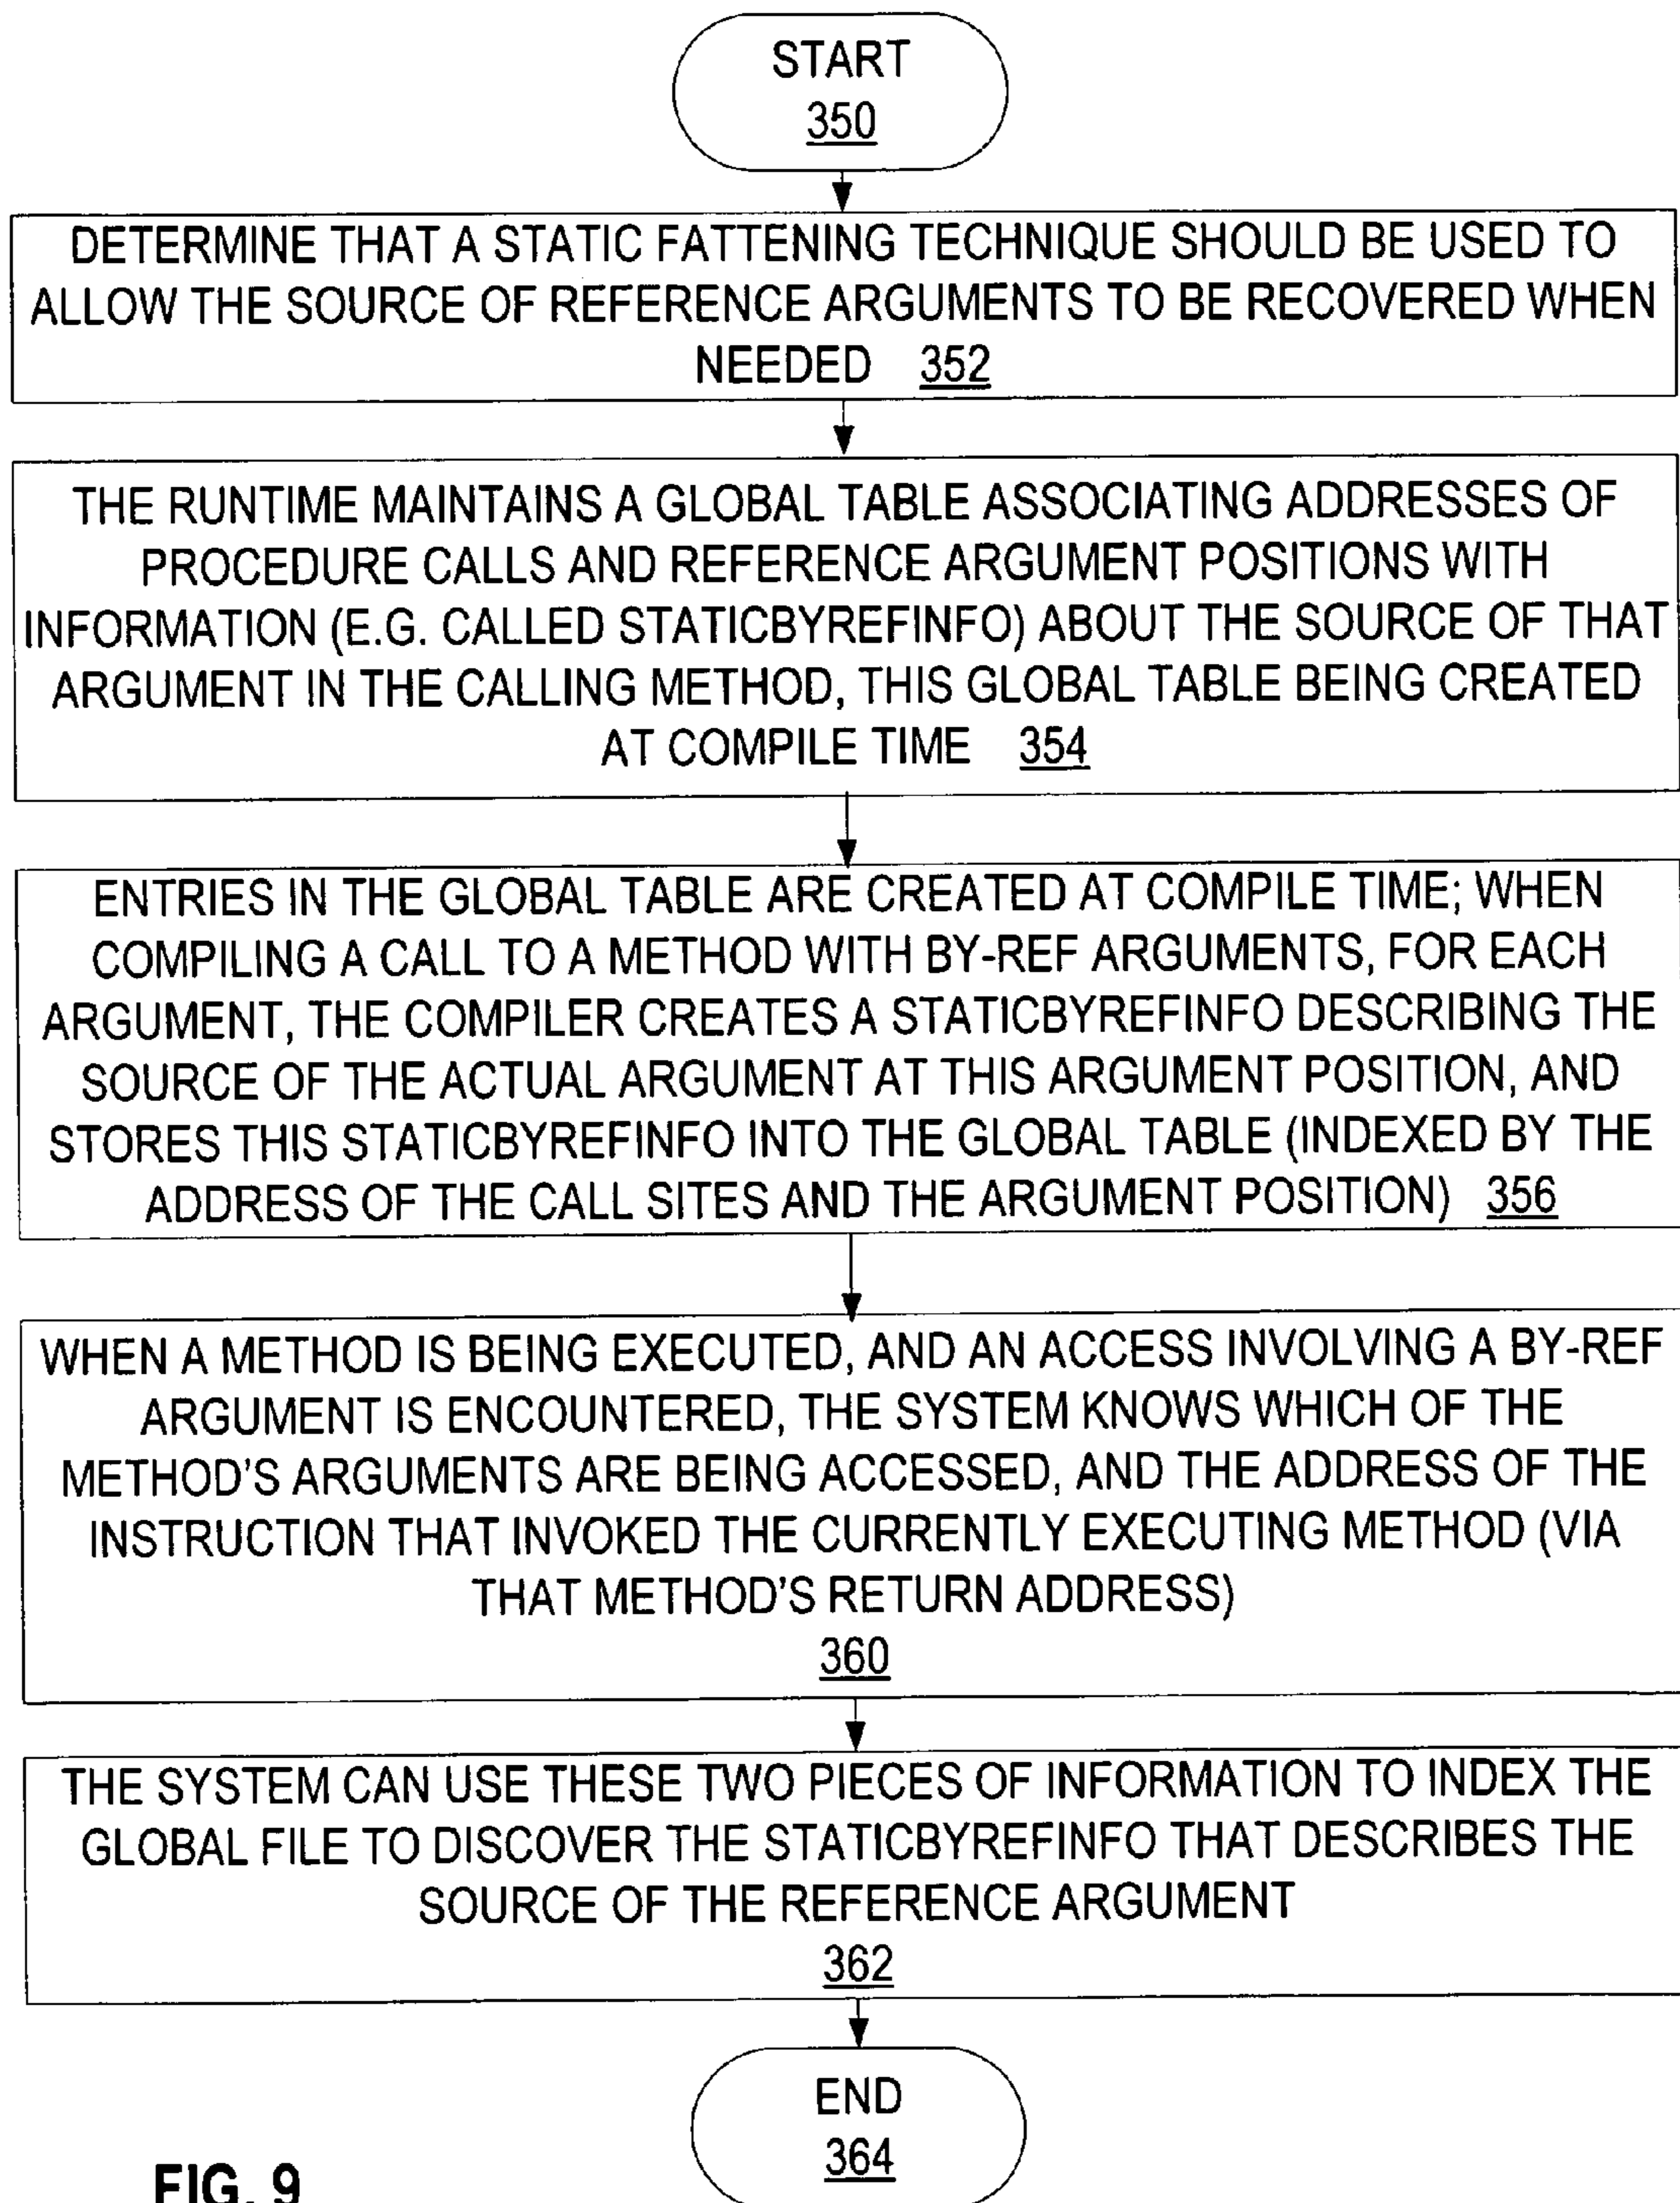 START
350
DETERMINE THAT A STATIC FATTENING TECHNIQUE SHOULD BE USED TO
ALLOW THE SOURCE OF REFERENCE ARGUMENTS TO BE RECOVERED WHEN
NEEDED 352
THE RUNTIME MAINTAINS A GLOBAL TABLE ASSOCIATING ADDRESSES OF
PROCEDURE CALLS AND REFERENCE ARGUMENT POSITIONS WITH
INFORMATION (E.G. CALLED STATICBYREFINFO) ABOUT THE SOURCE OF THAT
ARGUMENT IN THE CALLING METHOD, THIS GLOBAL TABLE BEING CREATED
AT COMPILE TIME 354
ENTRIES IN THE GLOBAL TABLE ARE CREATED AT COMPILE TIME; WHEN
COMPILING A CALL TO A METHOD WITH BY-REF ARGUMENTS, FOR EACH
ARGUMENT, THE COMPILER CREATES A STATICBYREFINFO DESCRIBING THE
SOURCE OF THE ACTUAL ARGUMENT AT THIS ARGUMENT POSITION, AND
STORES THIS STATICBYREFINFO INTO THE GLOBAL TABLE (INDEXED BY THE
ADDRESS OF THE CALL SITES AND THE ARGUMENT POSITION) 356
WHEN A METHOD IS BEING EXECUTED, AND AN ACCESS INVOLVING A BY-REF
ARGUMENT IS ENCOUNTERED, THE SYSTEM KNOWS WHICH OF THE
METHOD'S ARGUMENTS ARE BEING ACCESSED, AND THE ADDRESS OF THE
INSTRUCTION THAT INVOKED THE CURRENTLY EXECUTING METHOD (VIA
THAT METHOD'S RETURN ADDRESS)
360
THE SYSTEM CAN USE THESE TWO PIECES OF INFORMATION TO INDEX THE
GLOBAL FILE TO DISCOVER THE STATICBYREFINFO THAT DESCRIBES THE
SOURCE OF THE REFERENCE ARGUMENT
362
END
364
FIG. 9